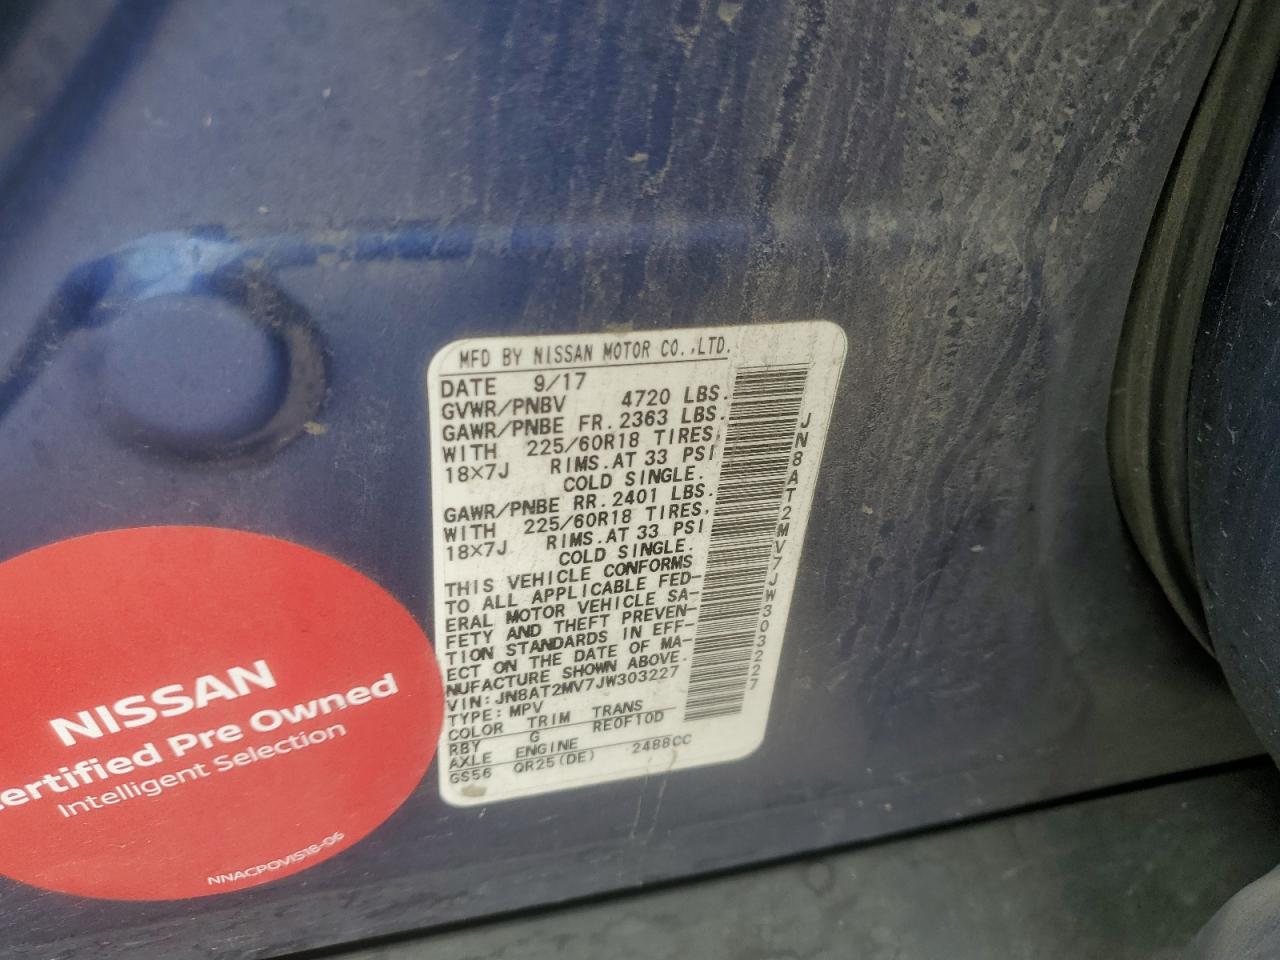 MFD BY NISSAN MOTOR CO.,LTD.
DATE 9/17
GVWR/PNBV 4720 LBS.
GAWR/PNBE FR. 2363 LBS.
WITH 225/60R18 TIRES.
18×7J RIMS.AT 33 PSI
COLD SINGLE.
GAWR/PNBE RR. 2401 LBS.
WITH 225/60R18 TIRES.
18×7J RIMS.AT 33 PSI
COLD SINGLE.
THIS VEHICLE CONFORMS
TO ALL APPLICABLE FED-
ERAL MOTOR VEHICLE SA-
FETY AND THEFT PREVEN-
TION STANDARDS IN EFF-
ECT ON THE DATE OF MA-
NUFACTURE SHOWN ABOVE.
VIN:JN8AT2MV7JW303227
TYPE:MPV
COLOR TRIM TRANS
RBY G RE0F10D
AXLE ENGINE
GS56 QR25(DE) 2488CC
JN8AT2MV7JW303227
NISSAN
ertified Pre Owned
Intelligent Selection
NNACPOVIS18-06